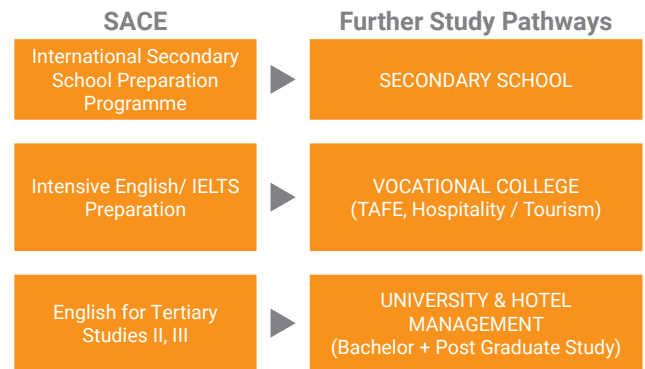 SACE
Further Study Pathways
International Secondary
School Preparation
Programme
SECONDARY SCHOOL
Intensive English/ IELTS
Preparation
VOCATIONAL COLLEGE
(TAFE, Hospitality / Tourism)
English for Tertiary
Studies II, III
UNIVERSITY & HOTEL
MANAGEMENT
(Bachelor + Post Graduate Study)